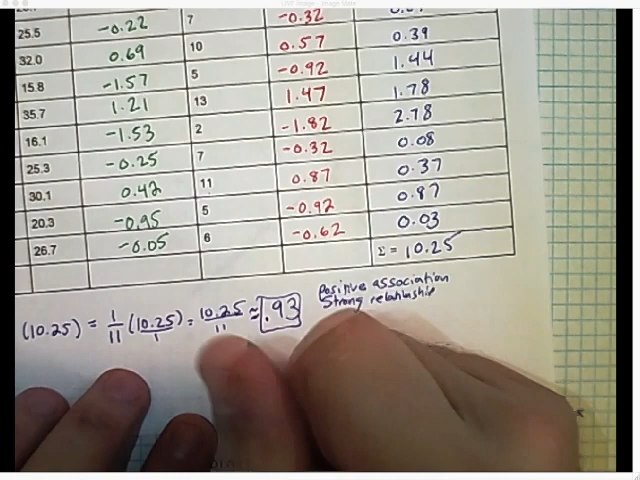 -0.32
25.5 -0.22 7 0.57 0.39
32.0 0.69 10 -0.92 1.44
15.8 -1.57 5 1.47 1.78
35.7 1.21 13 -1.82 2.78
16.1 -1.53 2 -0.32 0.08
25.3 -0.25 7 0.87 0.37
30.1 0.42 11 -0.92 0.87
20.3 -0.95 5 -0.62 0.03
26.7 -0.05 6 Σ = 10.25
Positive association
Strong relationship
(10.25) = 1/11 (10.25/1) = 10.25/11 ≈ .93